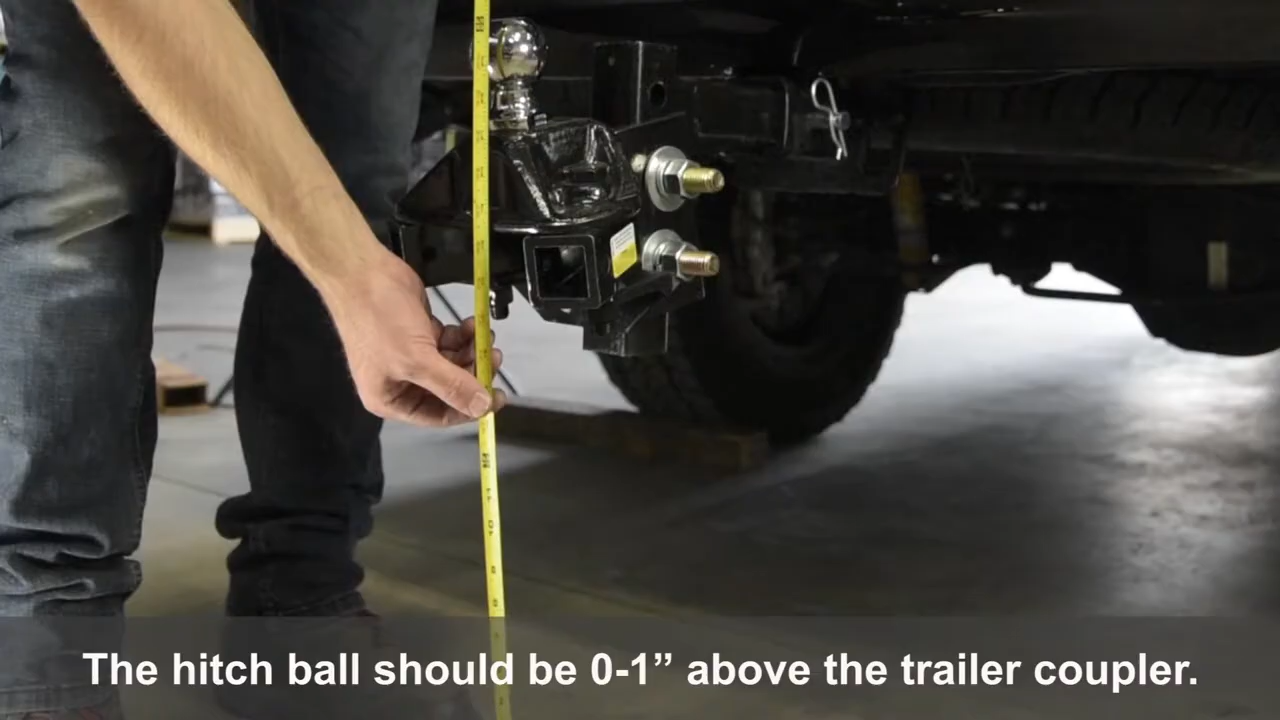 The hitch ball should be 0-1” above the trailer coupler.